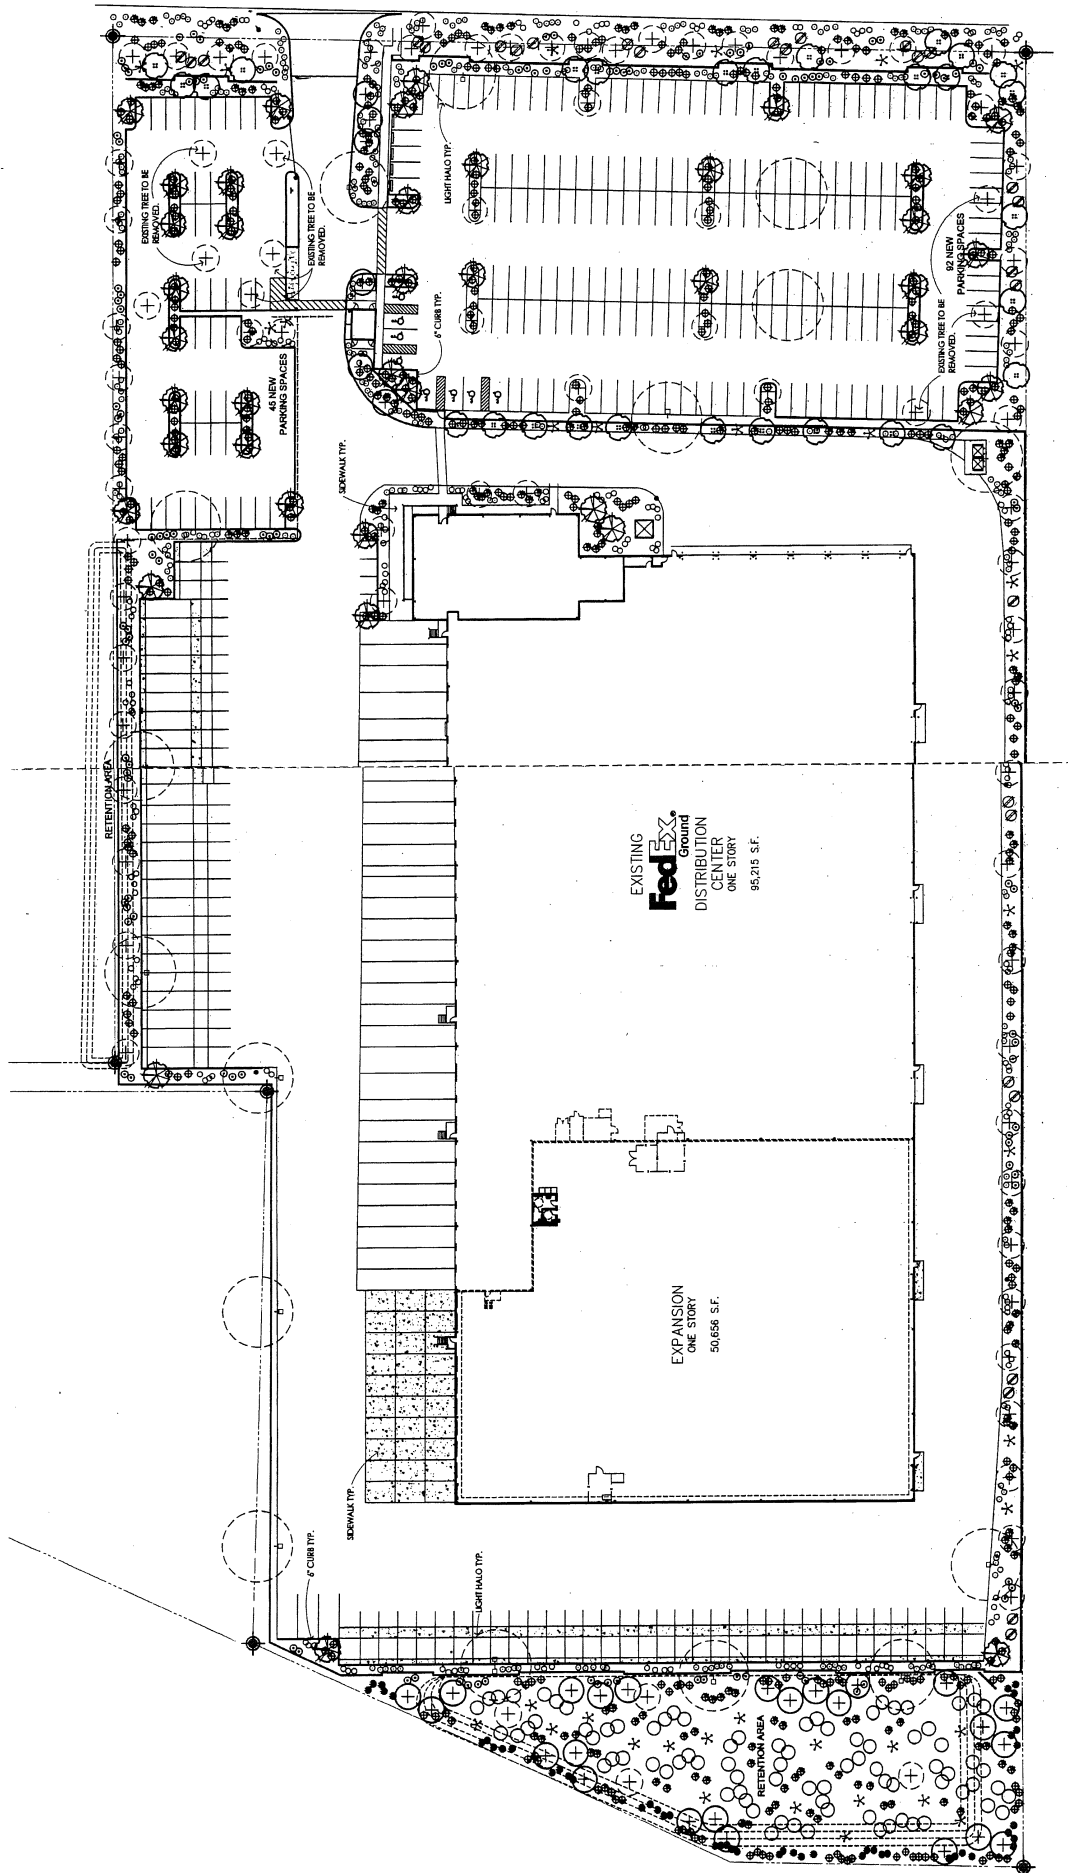 EXISTING TREE TO BE
REMOVED.
EXISTING TREE TO BE
REMOVED.
LIGHT HALO TYP.
92 NEW
PARKING SPACES
EXISTING TREE TO BE
REMOVED.
6" CURB TYP.
45 NEW
PARKING SPACES
SIDEWALK TYP.
RETENTION AREA
EXISTING
FedEx®
Ground
DISTRIBUTION
CENTER
ONE STORY
95,215 S.F.
EXPANSION
ONE STORY
50,656 S.F.
SIDEWALK TYP.
6" CURB TYP.
LIGHT HALO TYP.
RETENTION AREA